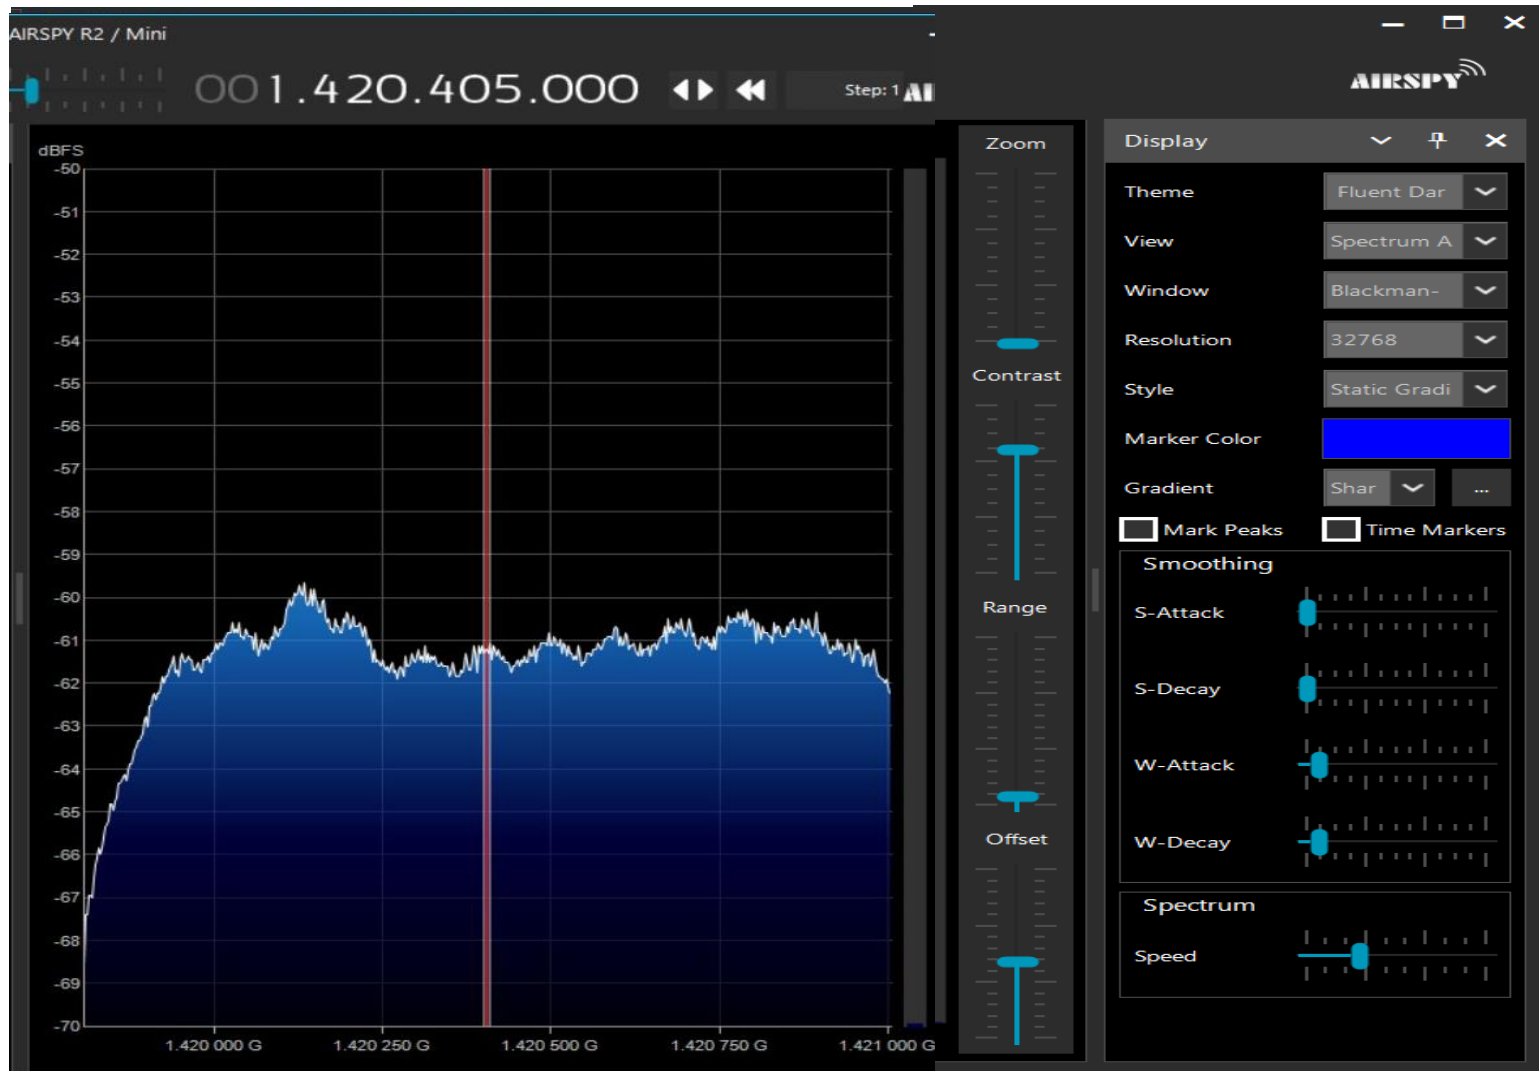 AIRSPY R2 / Mini
001.420.405.000
Step: 1
AIRSPY
dBFS
-50
-51
-52
-53
-54
-55
-56
-57
-58
-59
-60
-61
-62
-63
-64
-65
-66
-67
-68
-69
-70
1.420 000 G
1.420 250 G
1.420 500 G
1.420 750 G
1.421 000 G
Zoom
Contrast
Range
Offset
Display
Theme
Fluent Dar
View
Spectrum A
Window
Blackman-
Resolution
32768
Style
Static Gradi
Marker Color
Gradient
Shar
...
Mark Peaks
Time Markers
Smoothing
S-Attack
S-Decay
W-Attack
W-Decay
Spectrum
Speed